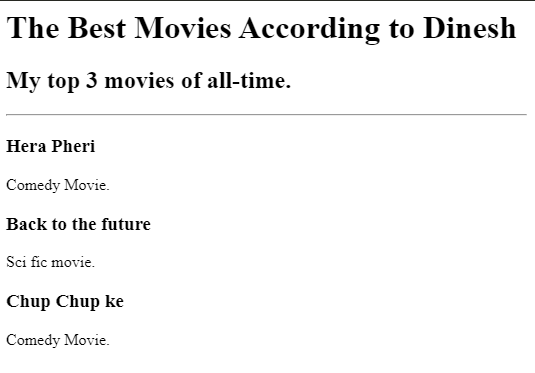 The Best Movies According to Dinesh
My top 3 movies of all-time.
Hera Pheri
Comedy Movie.
Back to the future
Sci fic movie.
Chup Chup ke
Comedy Movie.